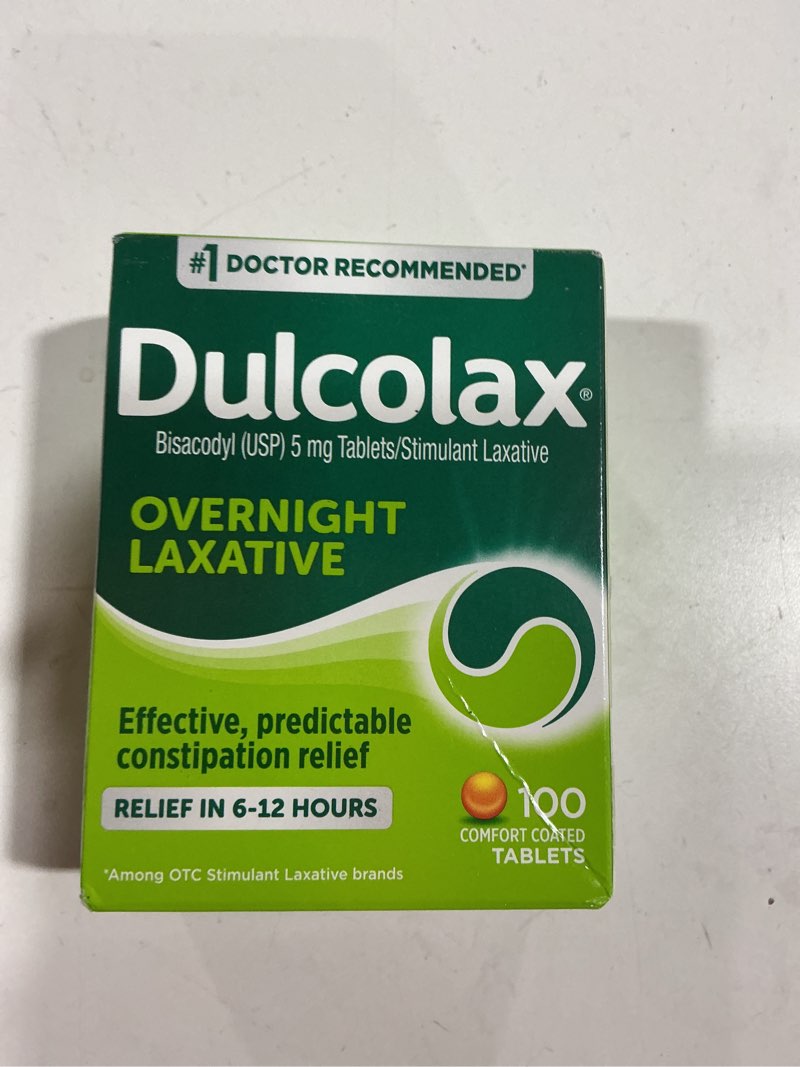 #1 DOCTOR RECOMMENDED*
Dulcolax®
Bisacodyl (USP) 5 mg Tablets/Stimulant Laxative
OVERNIGHT
LAXATIVE
Effective, predictable
constipation relief
RELIEF IN 6-12 HOURS
100
COMFORT COATED
TABLETS
*Among OTC Stimulant Laxative brands